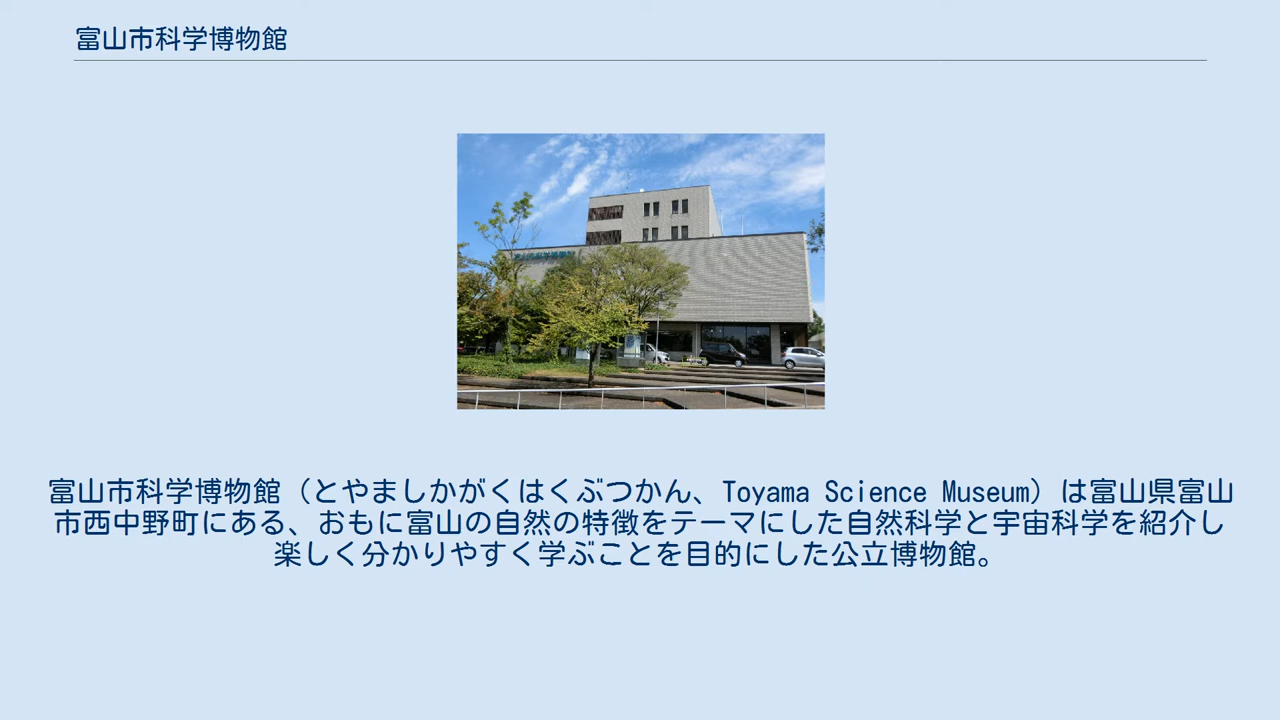 富山市科学博物館
富山市科学博物館（とやましかがくはくぶつかん、Toyama Science Museum）は富山県富山
市西中野町にある、おもに富山の自然の特徴をテーマにした自然科学と宇宙科学を紹介し
楽しく分かりやすく学ぶことを目的にした公立博物館。